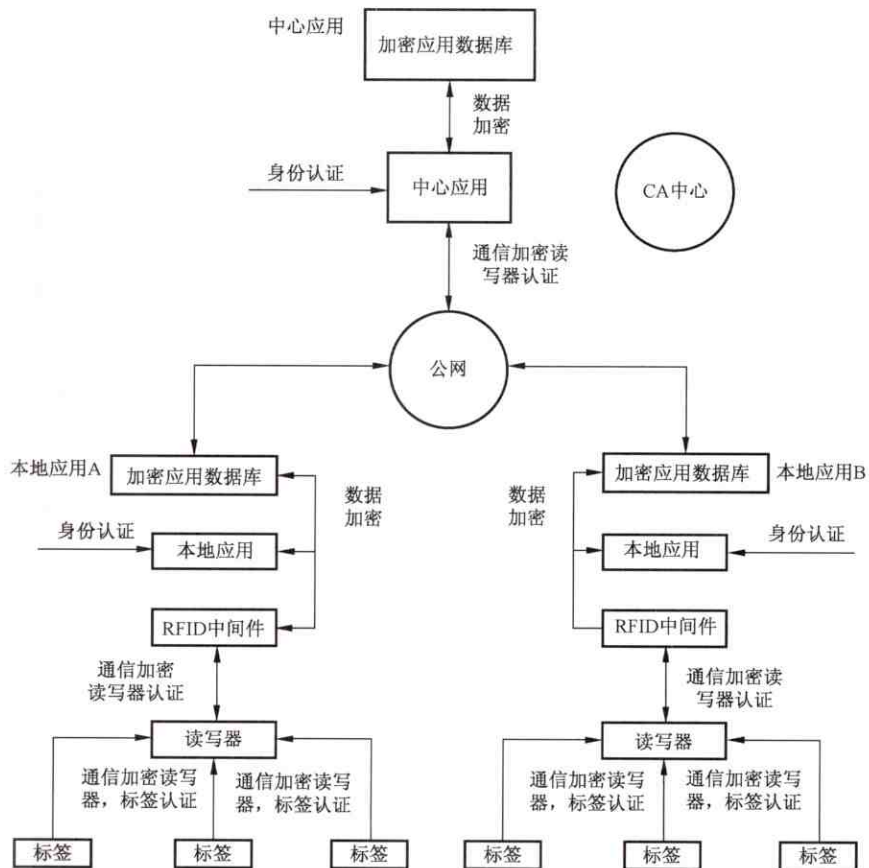 中心应用
加密应用数据库
数据
加密
身份认证
中心应用
CA中心
通信加密读
写器认证
公网
本地应用A
加密应用数据库
数据
加密
数据
加密
加密应用数据库
本地应用B
身份认证
本地应用
本地应用
身份认证
RFID中间件
RFID中间件
通信加密
读写器认证
通信加密读
写器认证
读写器
读写器
通信加密读写
器，标签认证
通信加密读写
器，标签认证
通信加密读写
器，标签认证
通信加密读写
器，标签认证
标签
标签
标签
标签
标签
标签